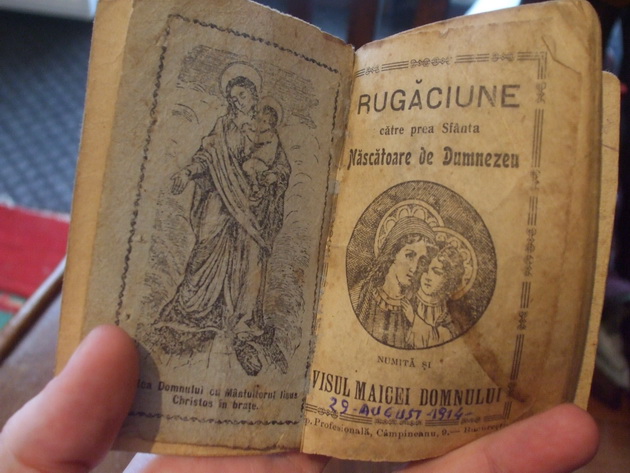 Domnului cu Mântuitorul Iisus
Christos în brațe.
RUGĂCIUNE
către prea Sfânta
Născătoare de Dumnezeu
NUMITĂ ȘI
VISUL MAICEI DOMNULUI
29-AUGUST-1914-
p. Profesională, Câmpineanu, 9.—